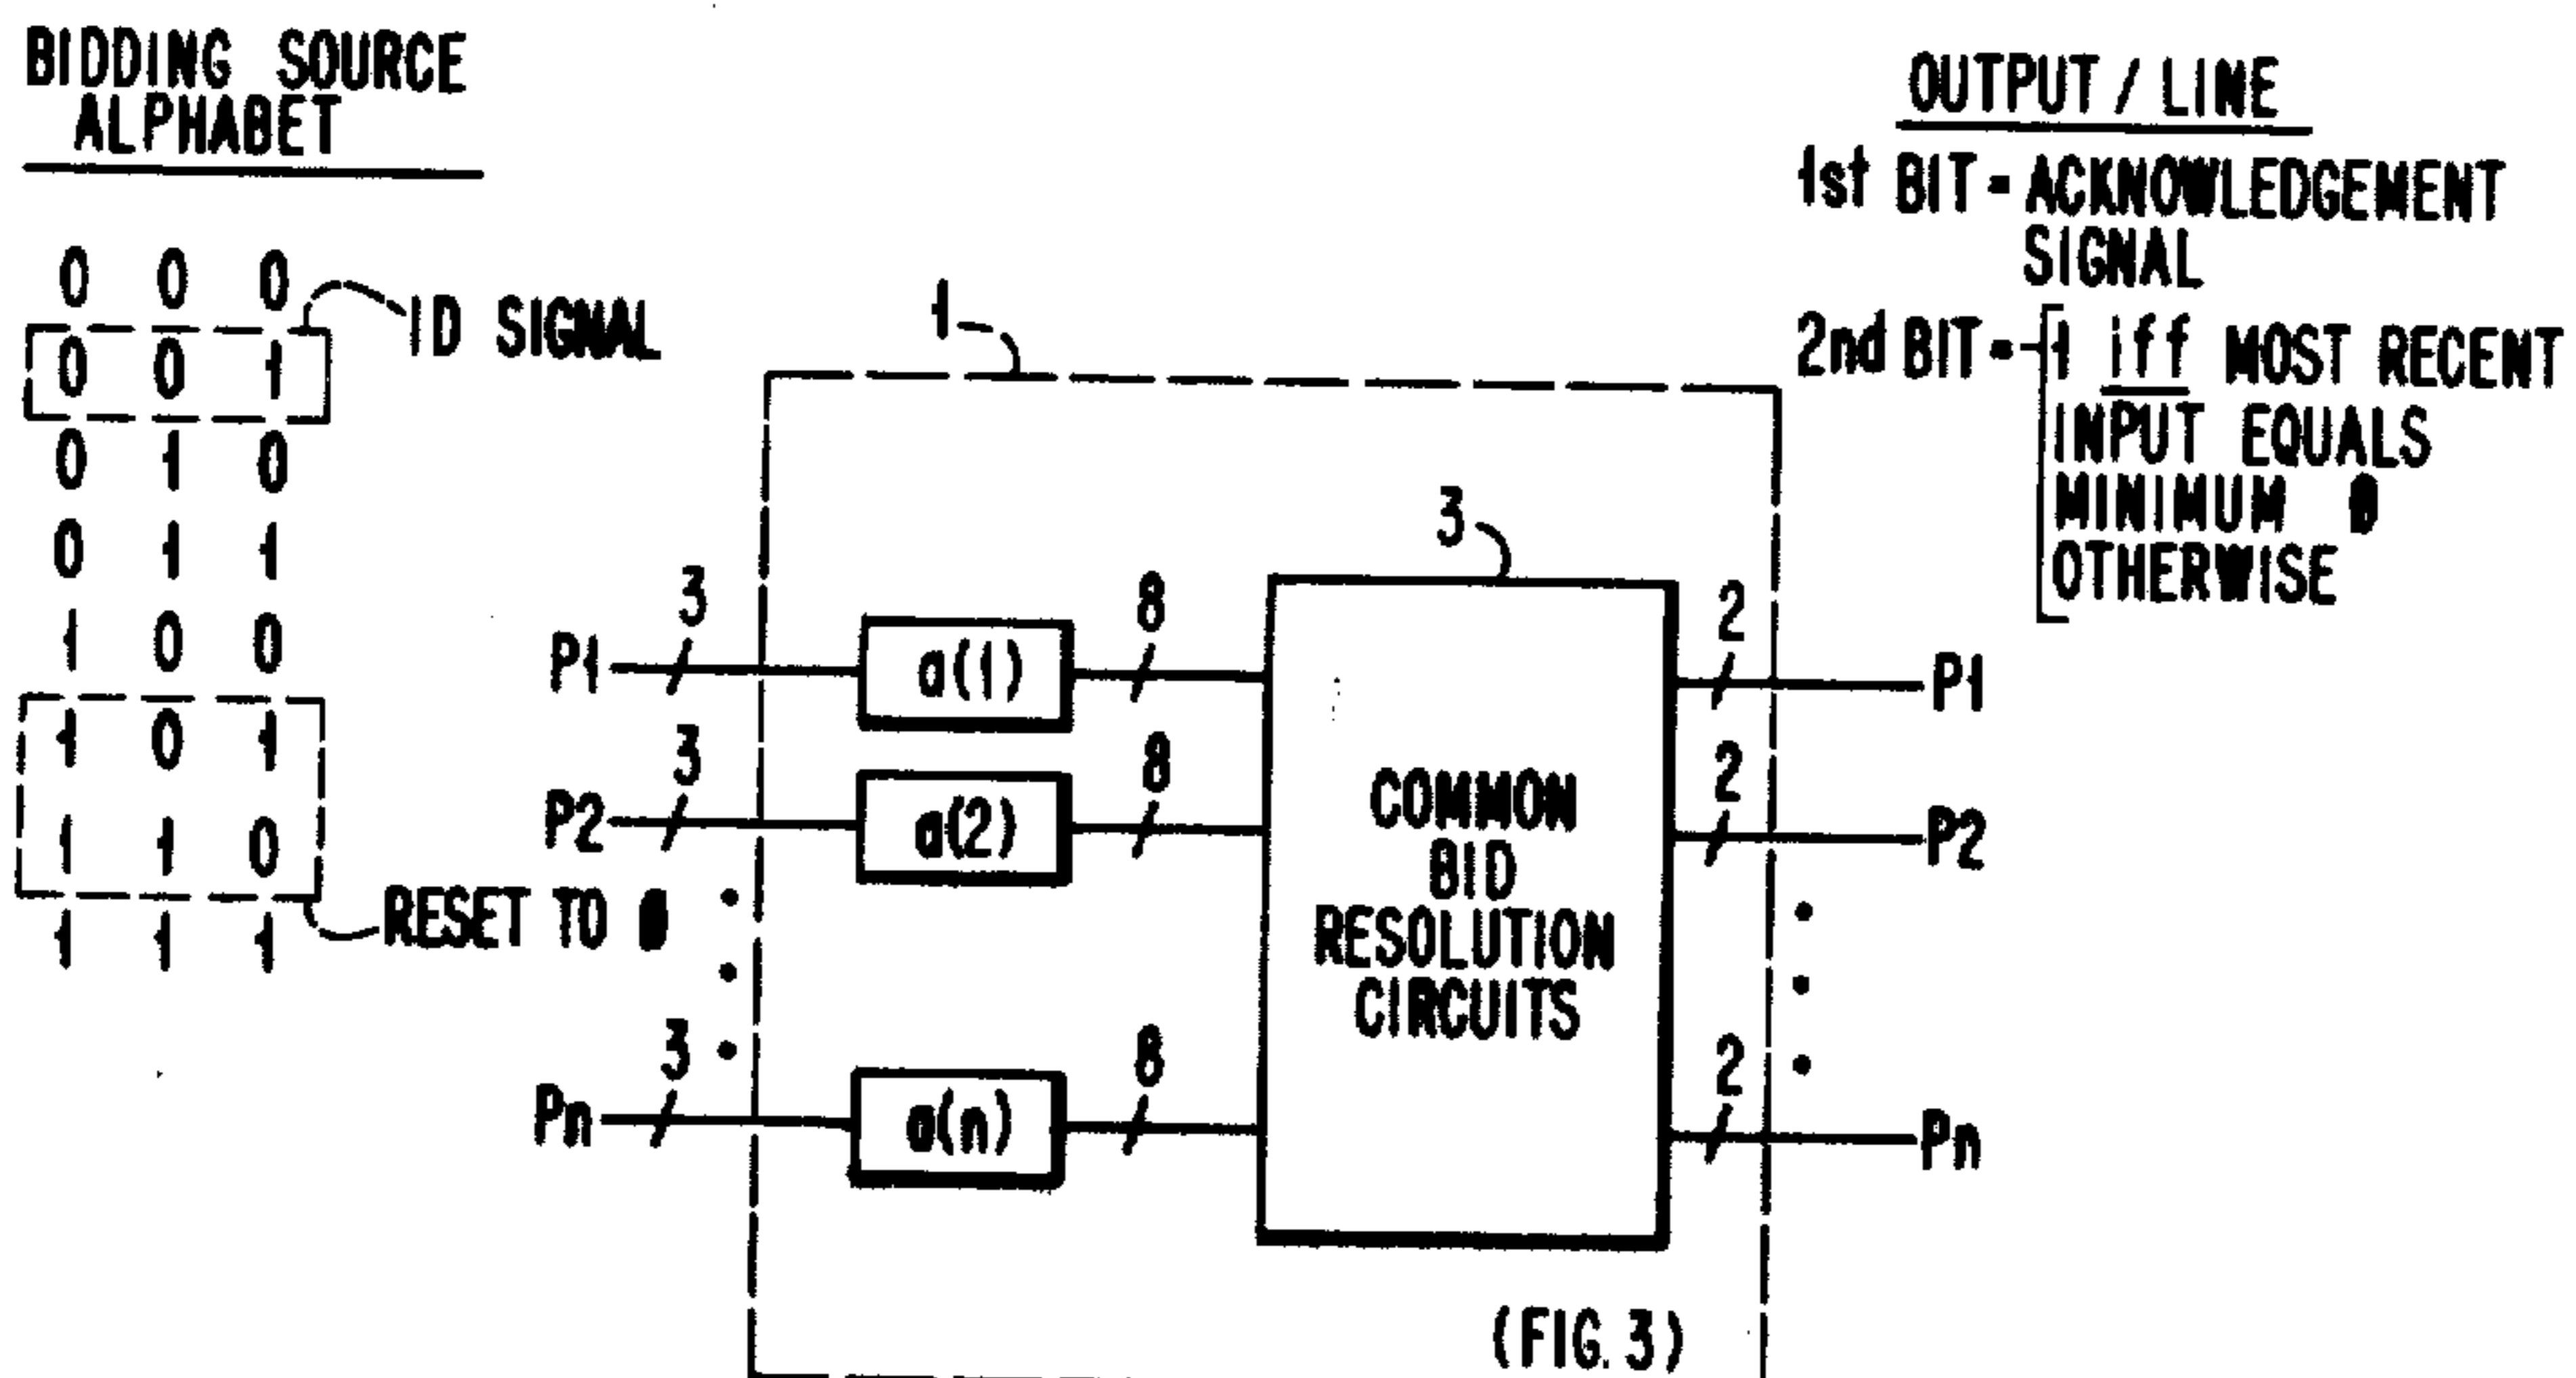 BIDDING SOURCE
ALPHABET
0 0 0
0 0 1
0 1 0
0 1 1
1 0 0
1 0 1
1 1 0
1 1 1
ID SIGNAL
RESET TO 0
1
3
P1
3
a(1)
8
2
P1
P2
3
a(2)
8
2
P2
Pn
3
a(n)
8
2
Pn
COMMON
BID
RESOLUTION
CIRCUITS
(FIG. 3)
OUTPUT / LINE
1st BIT = ACKNOWLEDGEMENT
SIGNAL
2nd BIT = 1 iff MOST RECENT
INPUT EQUALS
MINIMUM 0
OTHERWISE